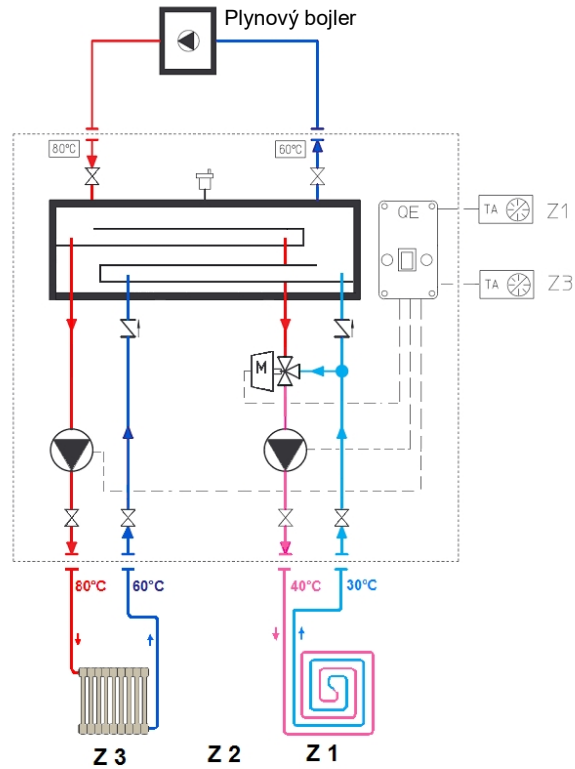 Plynový bojler
80°C
60°C
QE
TA
Z1
TA
Z3
M
80°C
60°C
40°C
30°C
Z 3
Z 2
Z 1